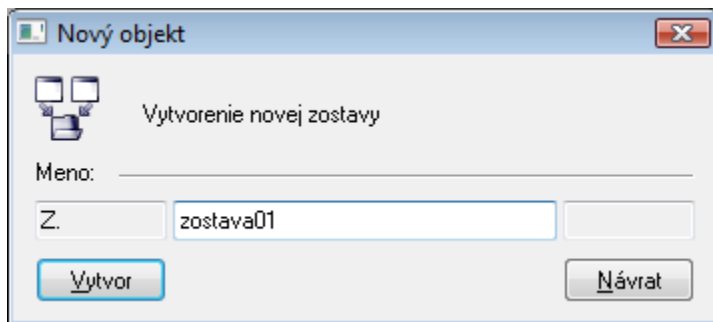 Nový objekt
Vytvorenie novej zostavy
Meno:
Z. zostava01
Vytvor Návrat